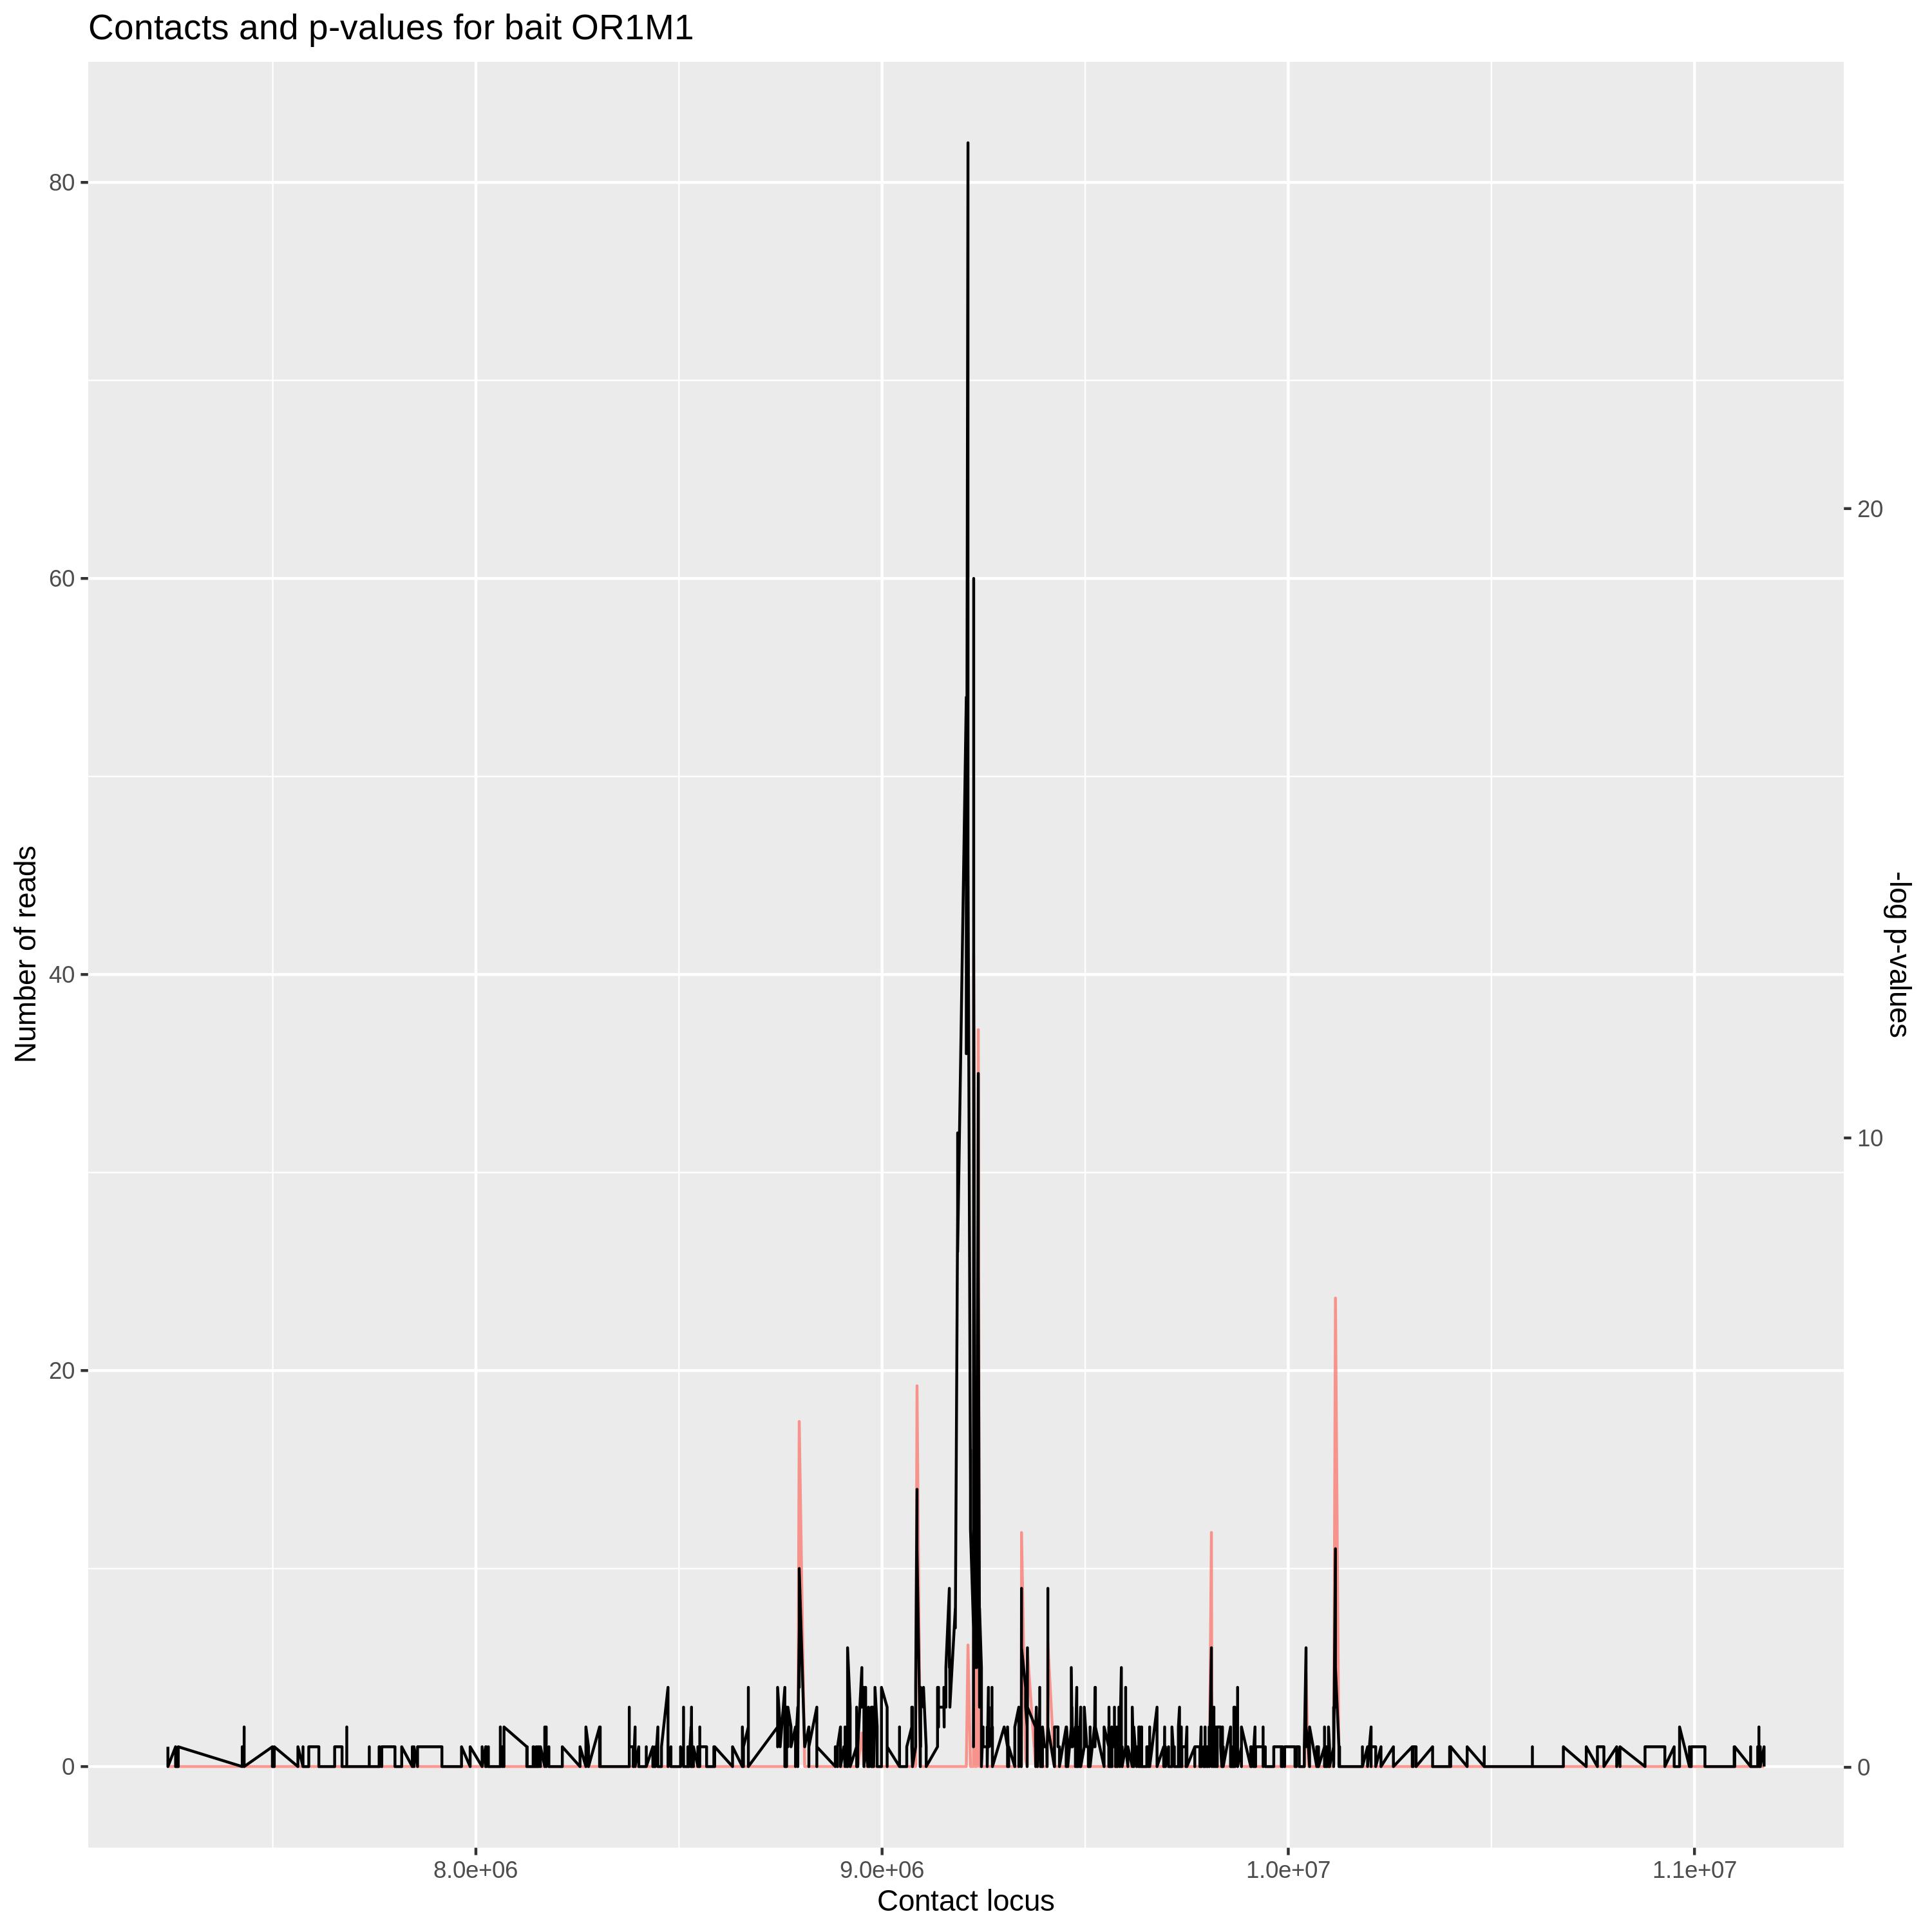 Contacts and p-values for bait OR1M1
80
60
40
20
0
Number of reads
20
10
0
-log p-values
8.0e+06
9.0e+06
1.0e+07
1.1e+07
Contact locus